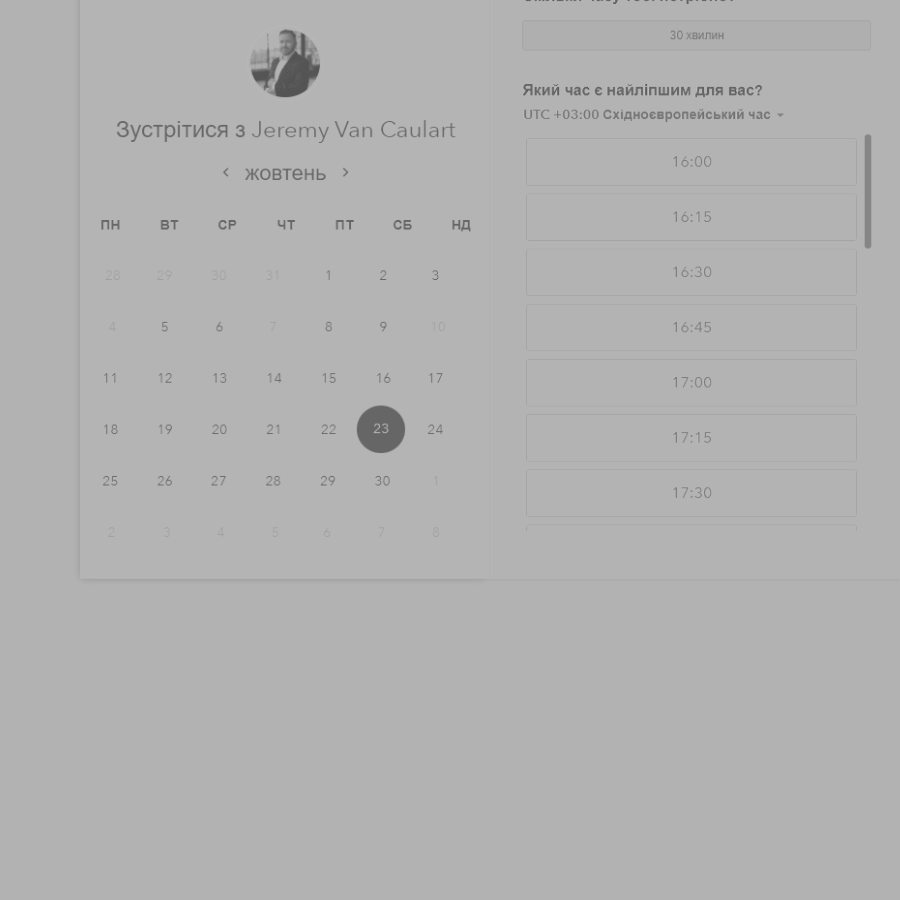 Зустрітися з Jeremy Van Caulart
жовтень
ПН ВТ СР ЧТ ПТ СБ НД
28 29 30 31 1 2 3
4 5 6 7 8 9 10
11 12 13 14 15 16 17
18 19 20 21 22 23 24
25 26 27 28 29 30 1
2 3 4 5 6 7 8
30 хвилин
Який час є найліпшим для вас?
UTC +03:00 Східноєвропейський час
16:00
16:15
16:30
16:45
17:00
17:15
17:30